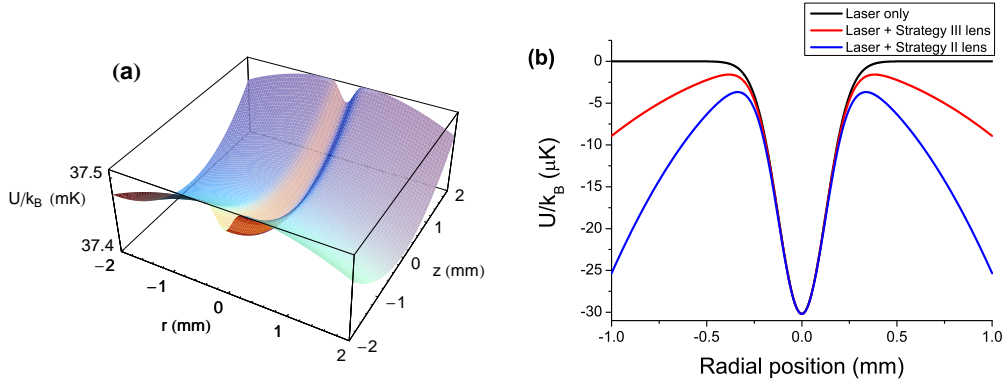 (a)
37.5
U/kB (mK)
37.4
−2
−1
0
1
2
r (mm)
−2
−1
0
1
2
z (mm)
(b)
Laser only
Laser + Strategy III lens
Laser + Strategy II lens
0
-5
-10
-15
-20
-25
-30
U/kB (μK)
-1.0
-0.5
0.0
0.5
1.0
Radial position (mm)